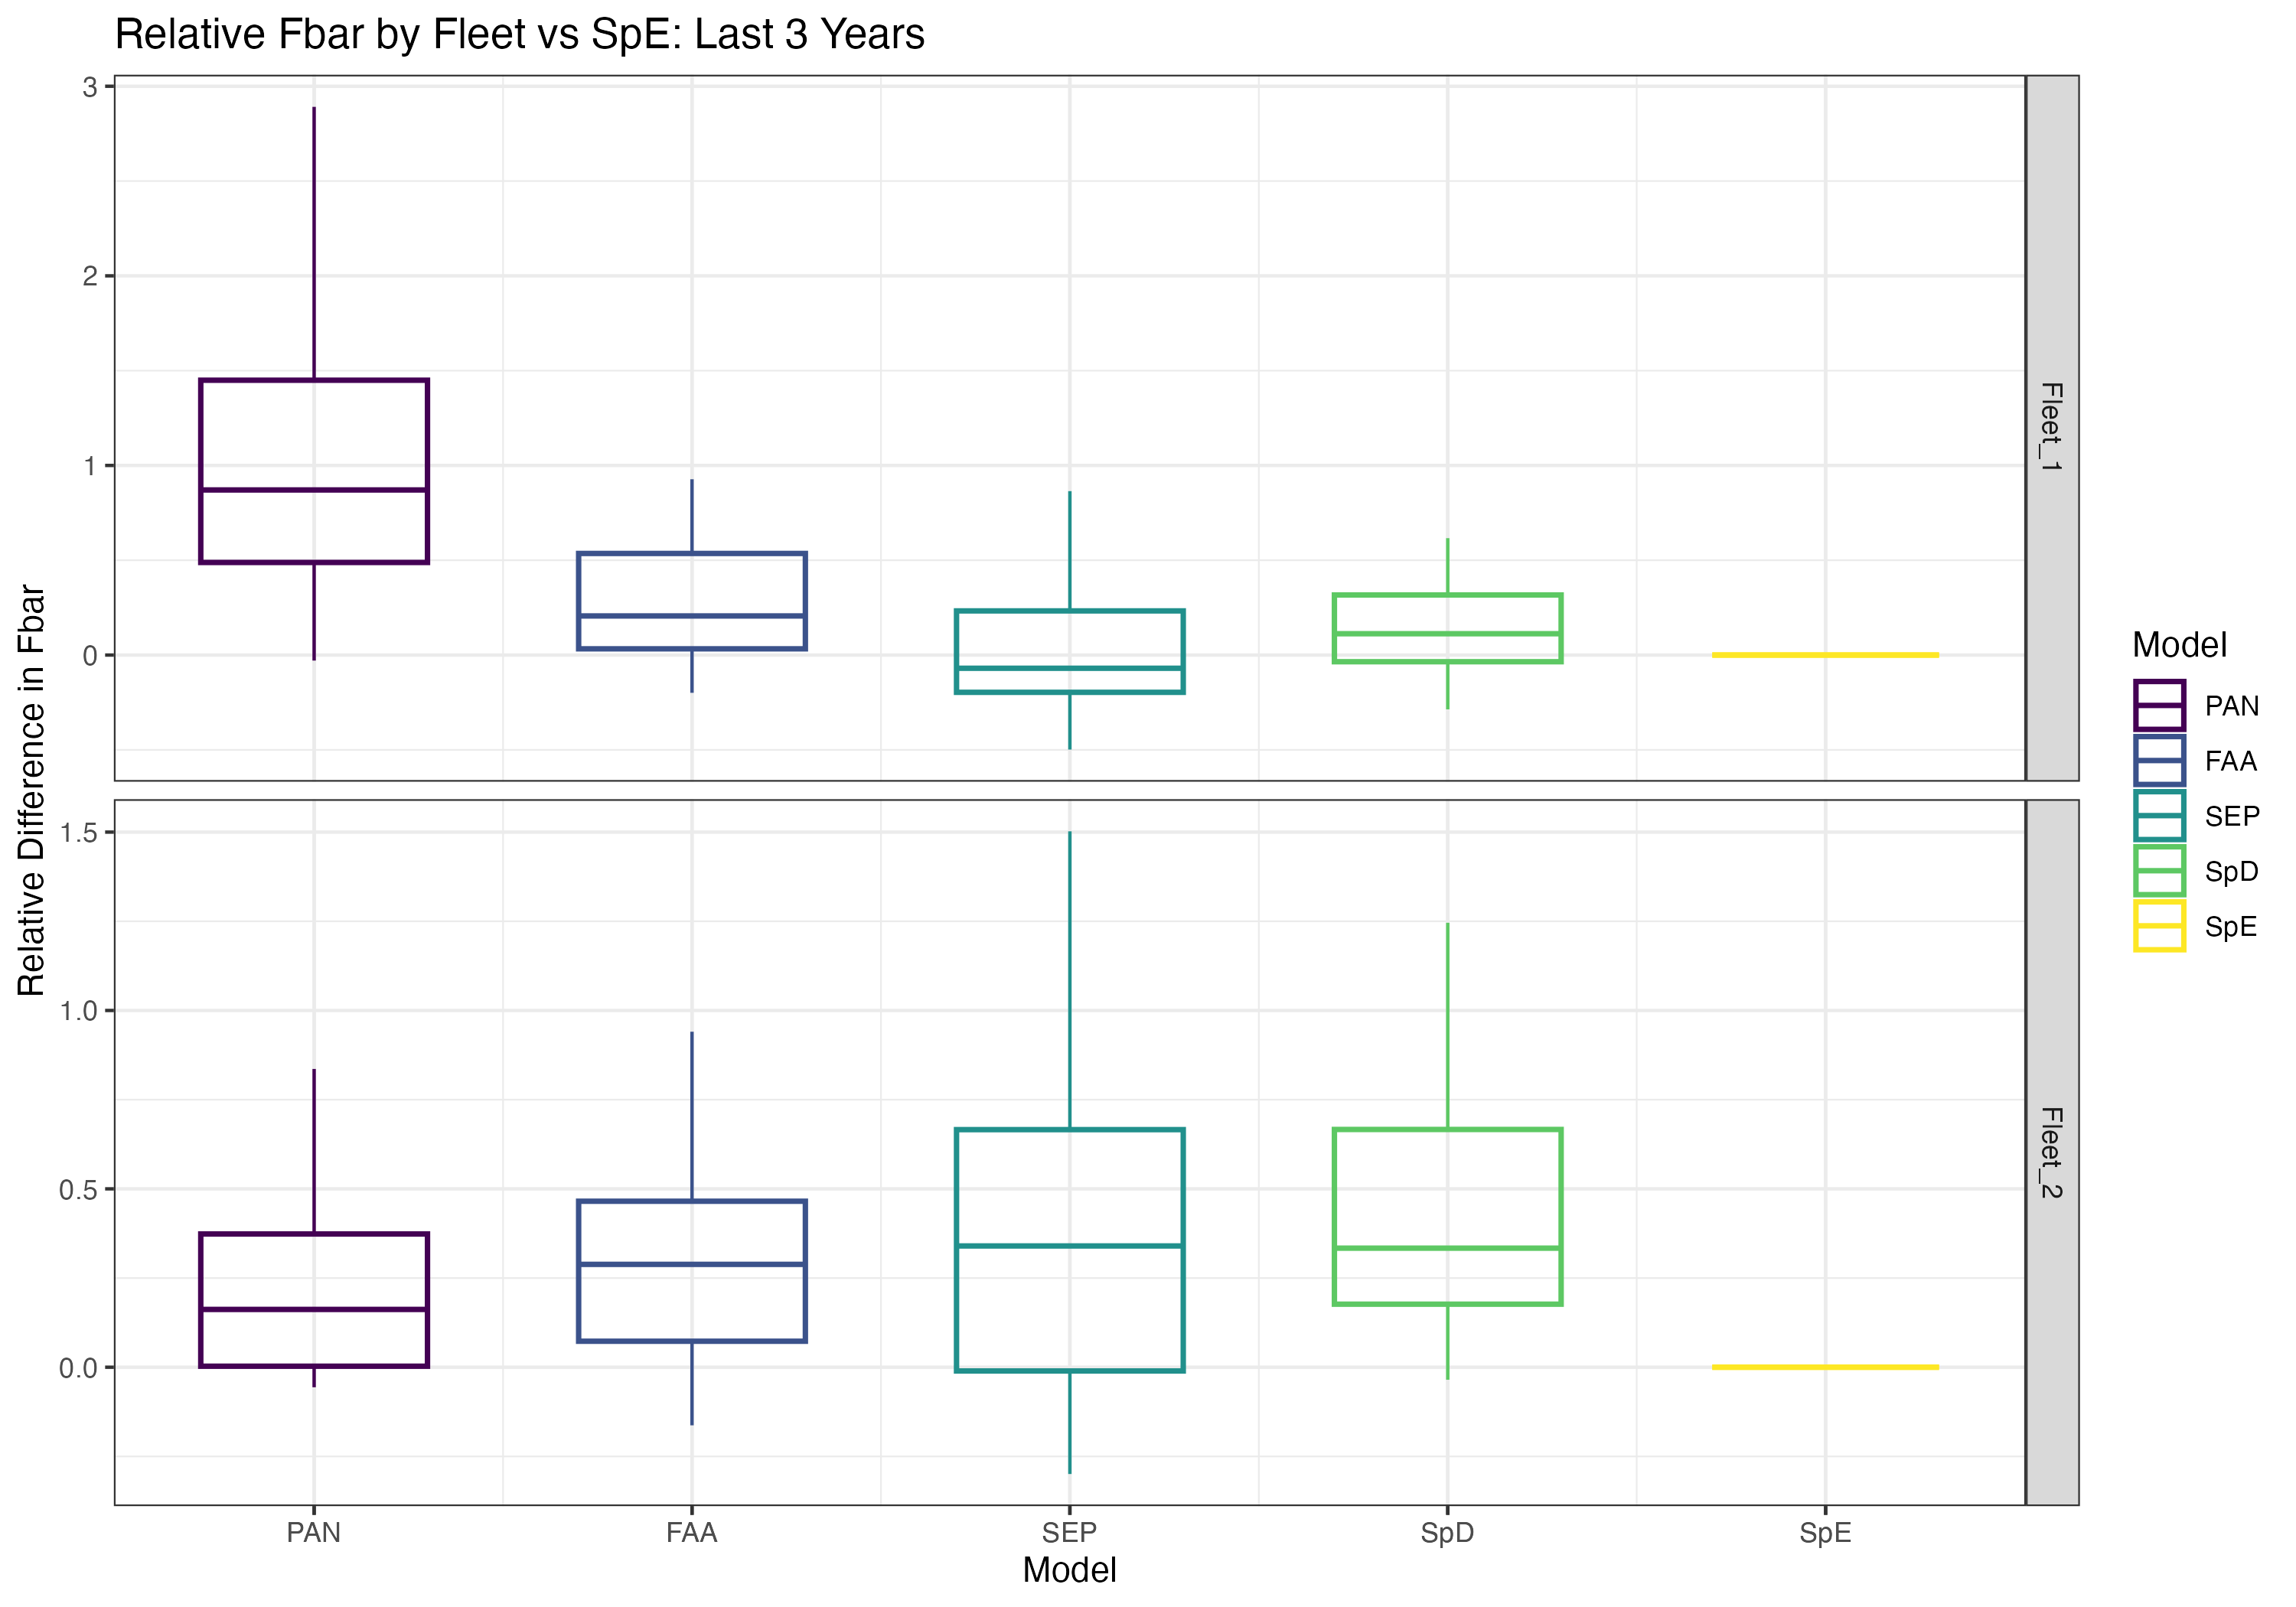 Relative Fbar by Fleet vs SpE: Last 3 Years
Relative Difference in Fbar
3
2
1
0
Fleet_1
1.5
1.0
0.5
0.0
Fleet_2
PAN
FAA
SEP
SpD
SpE
Model
Model
PAN
FAA
SEP
SpD
SpE